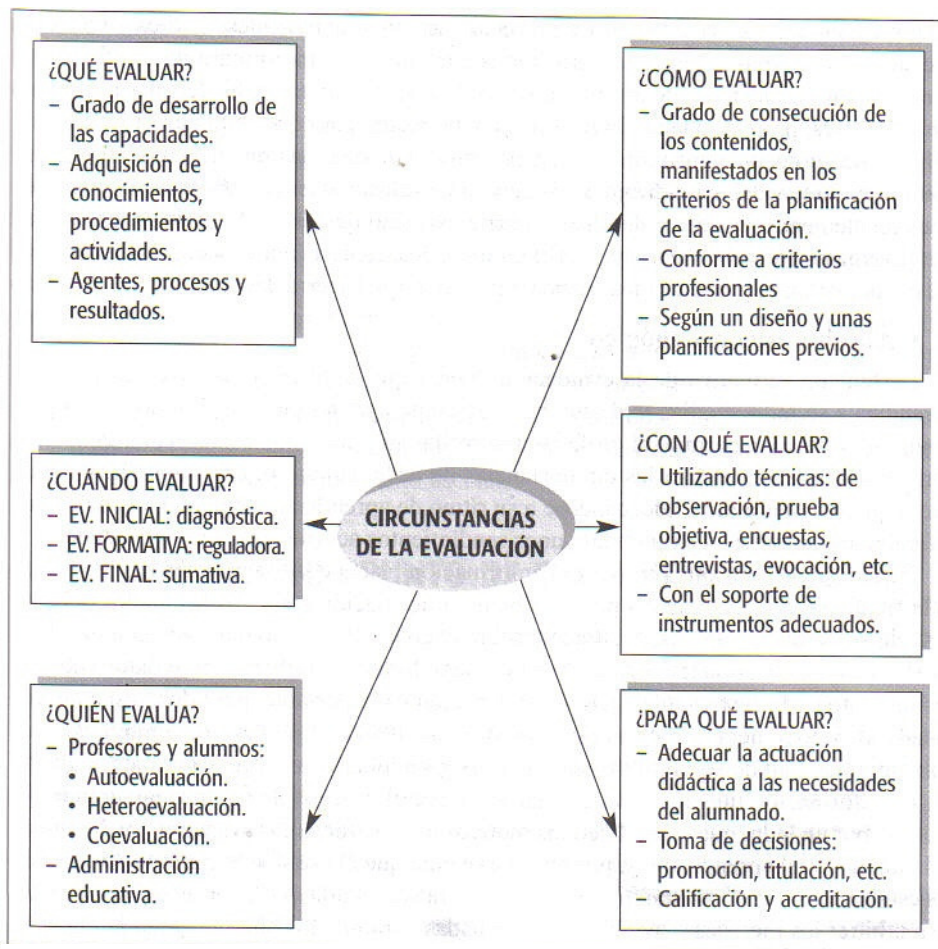 ¿QUÉ EVALUAR?
– Grado de desarrollo de
las capacidades.
– Adquisición de
conocimientos,
procedimientos y
actividades.
– Agentes, procesos y
resultados.
¿CÓMO EVALUAR?
– Grado de consecución de
los contenidos,
manifestados en los
criterios de la planificación
de la evaluación.
– Conforme a criterios
profesionales
– Según un diseño y unas
planificaciones previos.
¿CUÁNDO EVALUAR?
– EV. INICIAL: diagnóstica.
– EV. FORMATIVA: reguladora.
– EV. FINAL: sumativa.
CIRCUNSTANCIAS
DE LA EVALUACIÓN
¿CON QUÉ EVALUAR?
– Utilizando técnicas: de
observación, prueba
objetiva, encuestas,
entrevistas, evocación, etc.
– Con el soporte de
instrumentos adecuados.
¿QUIÉN EVALÚA?
– Profesores y alumnos:
• Autoevaluación.
• Heteroevaluación.
• Coevaluación.
– Administración
educativa.
¿PARA QUÉ EVALUAR?
– Adecuar la actuación
didáctica a las necesidades
del alumnado.
– Toma de decisiones:
promoción, titulación, etc.
– Calificación y acreditación.